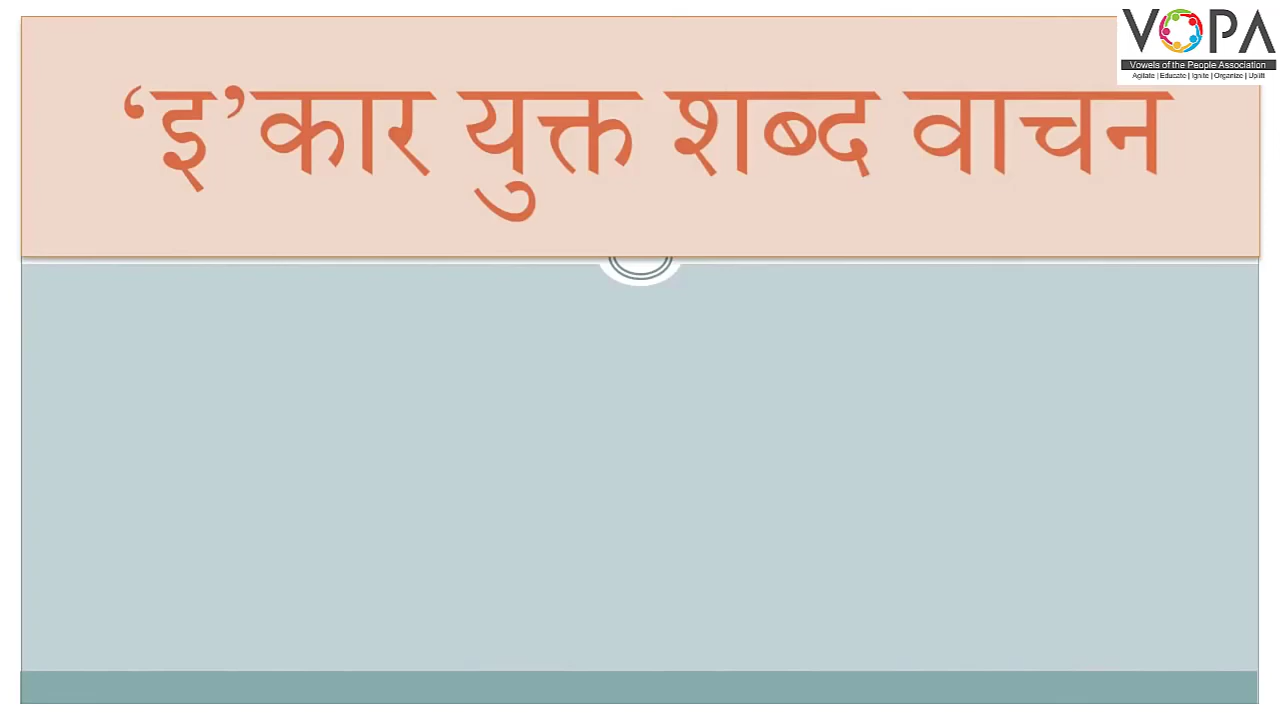 ‘इ’कार युक्त शब्द वाचन
VOPA
Vowels of the People Association
Agitate | Educate | Ignite | Organize | Uplift